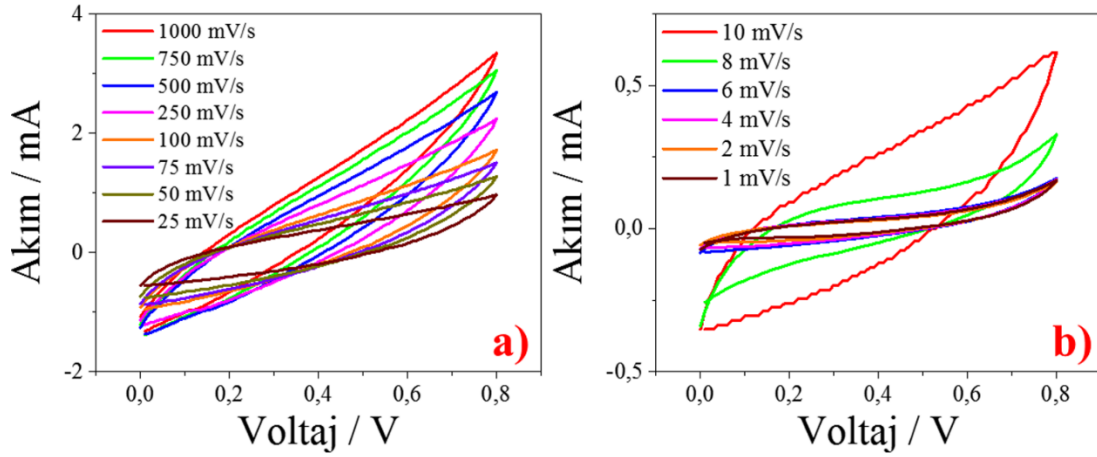 4
2
0
-2
Akım / mA
1000 mV/s
750 mV/s
500 mV/s
250 mV/s
100 mV/s
75 mV/s
50 mV/s
25 mV/s
a)
0,0
0,2
0,4
0,6
0,8
Voltaj / V
0,5
0,0
-0,5
Akım / mA
10 mV/s
8 mV/s
6 mV/s
4 mV/s
2 mV/s
1 mV/s
b)
0,0
0,2
0,4
0,6
0,8
Voltaj / V